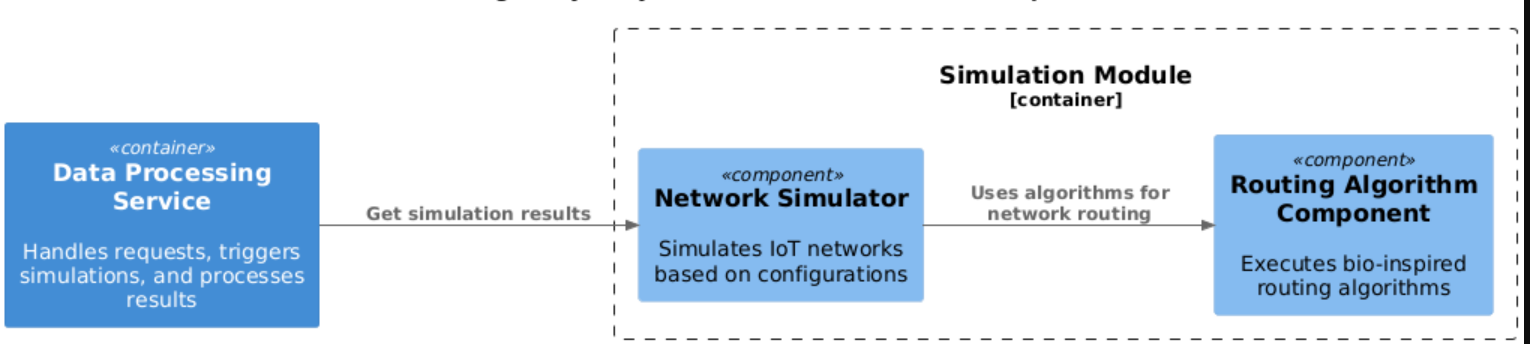 Simulation Module
[container]
«container»
Data Processing
Service
Handles requests, triggers
simulations, and processes
results
Get simulation results
«component»
Network Simulator
Simulates IoT networks
based on configurations
Uses algorithms for
network routing
«component»
Routing Algorithm
Component
Executes bio-inspired
routing algorithms